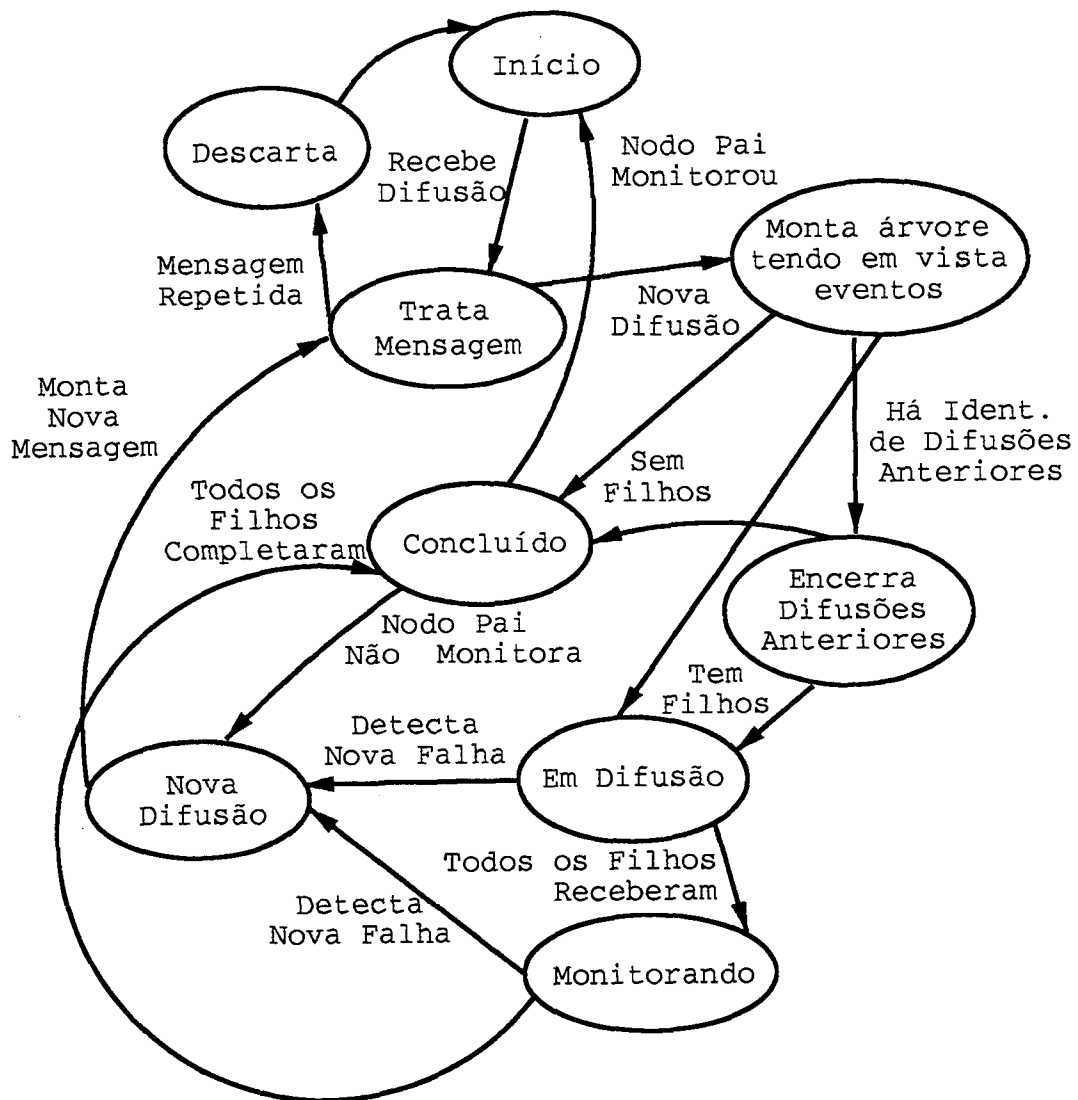 Início
Descarta
Recebe
Difusão
Nodo Pai
Monitorou
Monta árvore
tendo em vista
eventos
Mensagem
Repetida
Trata
Mensagem
Nova
Difusão
Monta
Nova
Mensagem
Há Ident.
de Difusões
Anteriores
Sem
Filhos
Todos os
Filhos
Completaram
Concluído
Encerra
Difusões
Anteriores
Nodo Pai
Não Monitora
Tem
Filhos
Detecta
Nova Falha
Em Difusão
Nova
Difusão
Todos os Filhos
Receberam
Detecta
Nova Falha
Monitorando